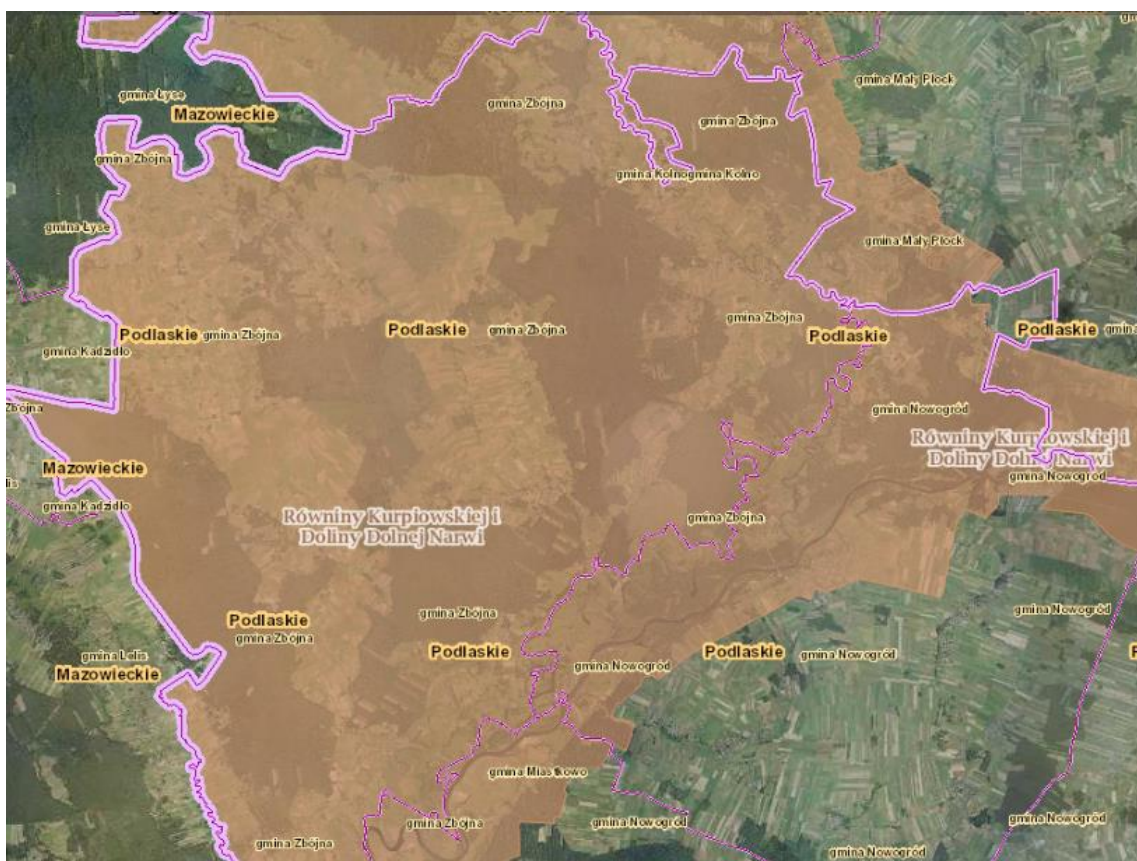 gmina Mały Płock
gmina Łyse
Mazowieckie
gmina Zbójna
gmina Zbójna
gmina Zbójna
gmina Kolno
gmina Kolno
gmina Łyse
gmina Mały Płock
Podlaskie
gmina Zbójna
Podlaskie
gmina Zbójna
gmina Zbójna
Podlaskie
Podlaskie
gmina Kadzidło
Zbójna
gmina Nowogród
Równiny Kurpiowskiej i
Doliny Dolnej Narwi
Mazowieckie
gmina Nowogród
gmina Kadzidło
Równiny Kurpiowskiej i
Doliny Dolnej Narwi
gmina Zbójna
Podlaskie
gmina Zbójna
gmina Zbójna
gmina Nowogród
gmina Lelis
Mazowieckie
Podlaskie
gmina Nowogród
Podlaskie
gmina Nowogród
gmina Miastkowo
gmina Zbójna
gmina Nowogród
gmina Nowogród
gmina Zbójna
gmina Nowogród